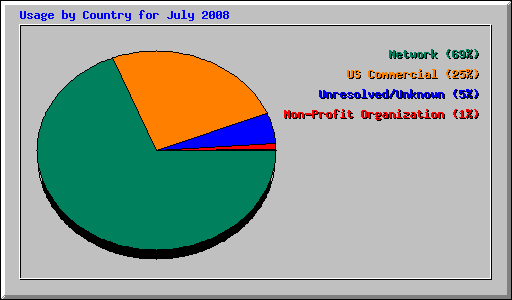 Usage by Country for July 2008
Network (69%)
US Commercial (25%)
Unresolved/Unknown (5%)
Non-Profit Organization (1%)